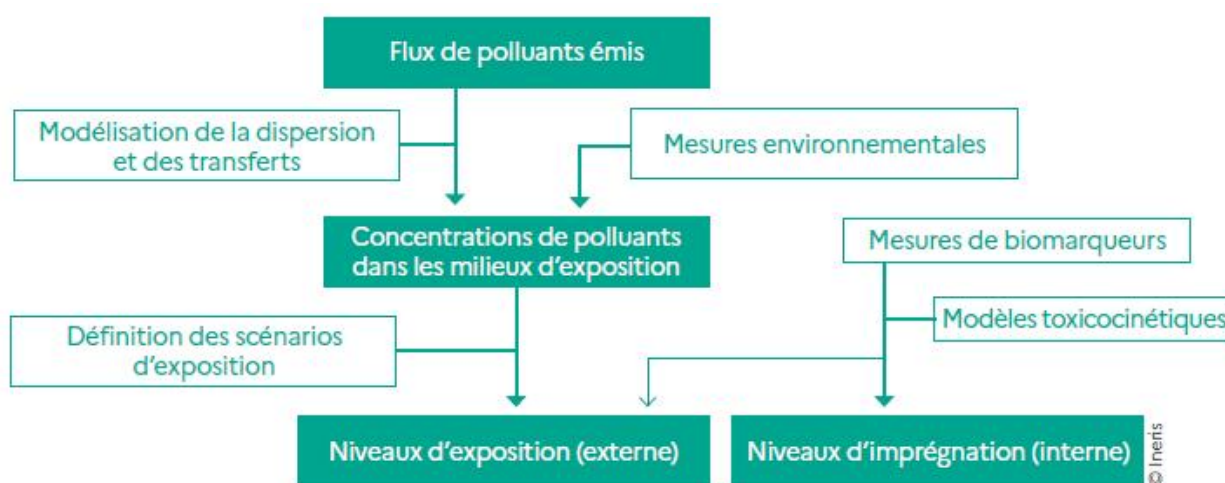 Flux de polluants émis
Modélisation de la dispersion
et des transferts
Mesures environnementales
Concentrations de polluants
dans les milieux d'exposition
Mesures de biomarqueurs
Modèles toxicocinétiques
Définition des scénarios
d'exposition
Niveaux d'exposition (externe)
Niveaux d'imprégnation (interne)
© Ineris